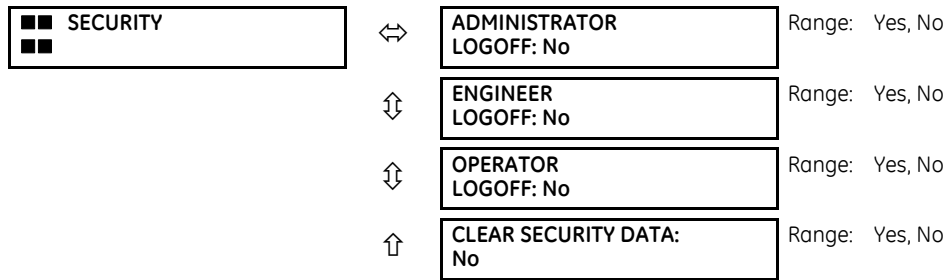 ■■ SECURITY
■■
ADMINISTRATOR
LOGOFF: No
Range: Yes, No
ENGINEER
LOGOFF: No
Range: Yes, No
OPERATOR
LOGOFF: No
Range: Yes, No
CLEAR SECURITY DATA:
No
Range: Yes, No